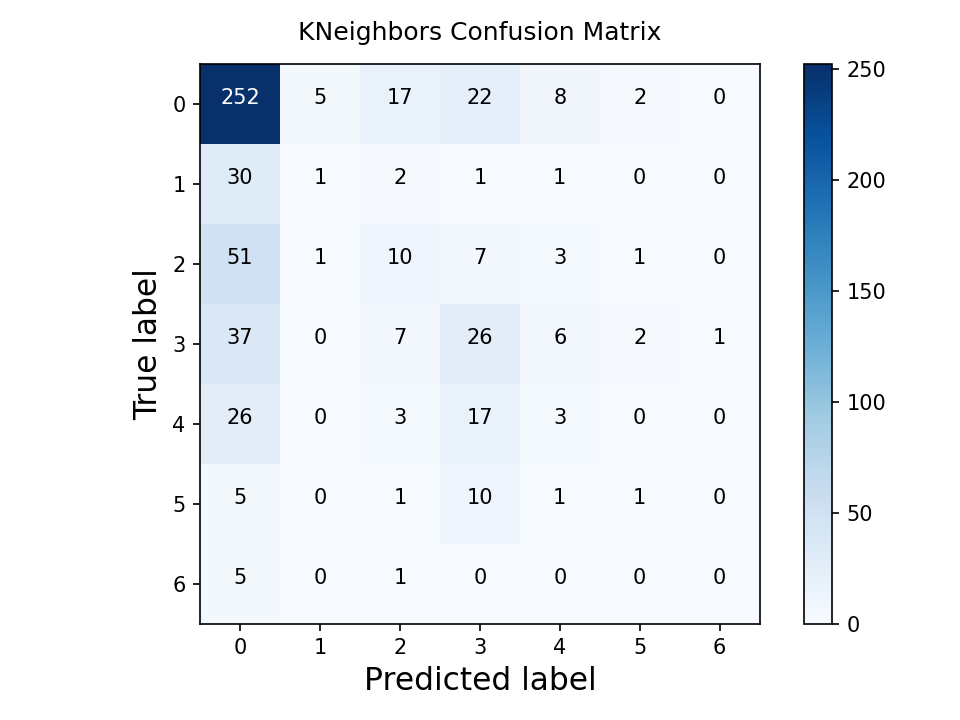 KNeighbors Confusion Matrix
0 252 5 17 22 8 2 0
1 30 1 2 1 1 0 0
2 51 1 10 7 3 1 0
3 37 0 7 26 6 2 1
4 26 0 3 17 3 0 0
5 5 0 1 10 1 1 0
6 5 0 1 0 0 0 0
0 1 2 3 4 5 6
True label
Predicted label
250
200
150
100
50
0